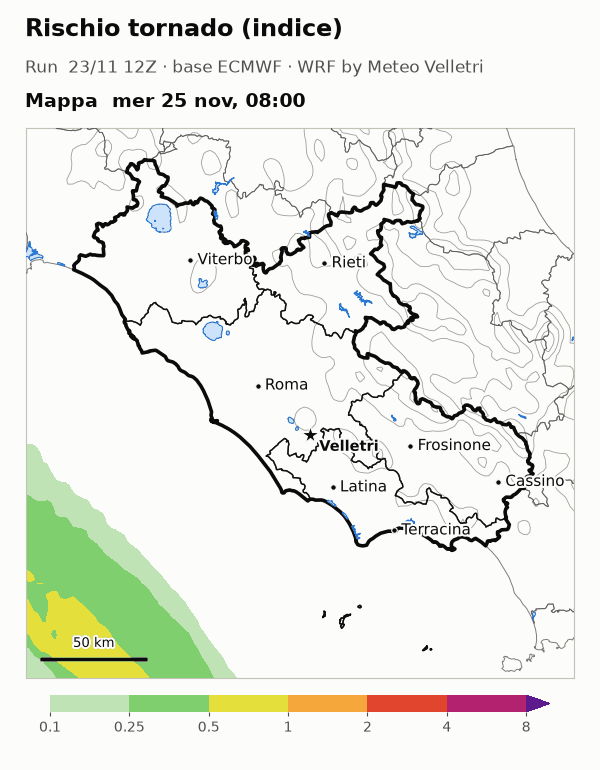 Rischio tornado (indice)
Run  23/11 12Z · base ECMWF · WRF by Meteo Velletri
Mappa  mer 25 nov, 08:00
Viterbo
Rieti
Roma
Velletri
Frosinone
Cassino
Latina
Terracina
50 km
0.1 0.25 0.5 1 2 4 8